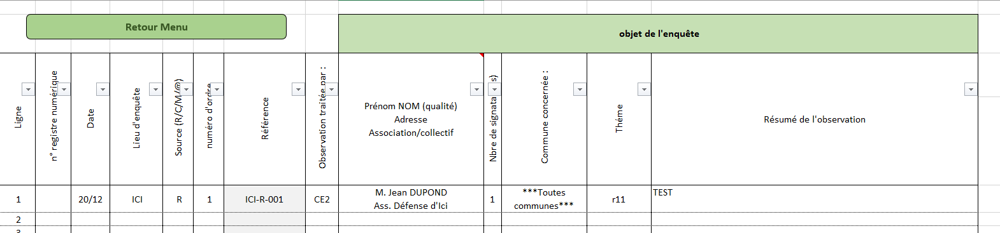 Retour Menu
objet de l'enquête
Ligne
n° registre numérique
Date
Lieu d'enquête
Source (R/C/M/@)
numéro d'ordre
Référence
Observation traitée par :
Prénom NOM (qualité)
Adresse
Association/collectif
Nbre de
Commune concernée :
Thème
Résumé de l'observation
1
20/12
ICI
R
1
ICI-R-001
CE2
M. Jean DUPOND
Ass. Défense d'Ici
1
***Toutes
communes***
r11
TEST
2
3